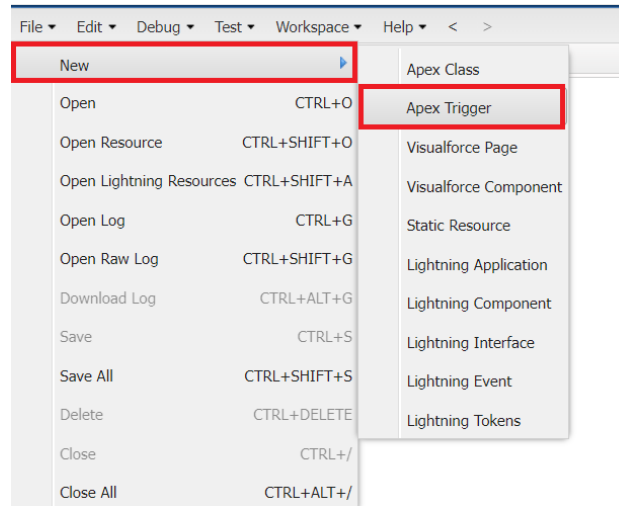 File ▾ Edit ▾ Debug ▾ Test ▾ Workspace ▾ Help ▾ < >
New
Open CTRL+O
Open Resource CTRL+SHIFT+O
Open Lightning Resources CTRL+SHIFT+A
Open Log CTRL+G
Open Raw Log CTRL+SHIFT+G
Download Log CTRL+ALT+G
Save CTRL+S
Save All CTRL+SHIFT+S
Delete CTRL+DELETE
Close CTRL+/
Close All CTRL+ALT+/
Apex Class
Apex Trigger
Visualforce Page
Visualforce Component
Static Resource
Lightning Application
Lightning Component
Lightning Interface
Lightning Event
Lightning Tokens